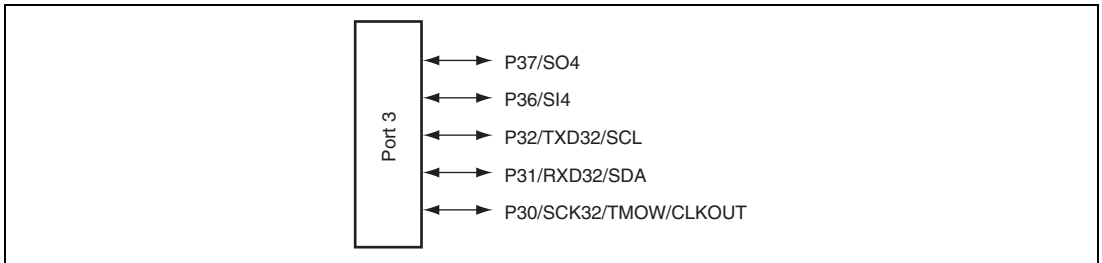 Port 3
P37/SO4
P36/SI4
P32/TXD32/SCL
P31/RXD32/SDA
P30/SCK32/TMOW/CLKOUT